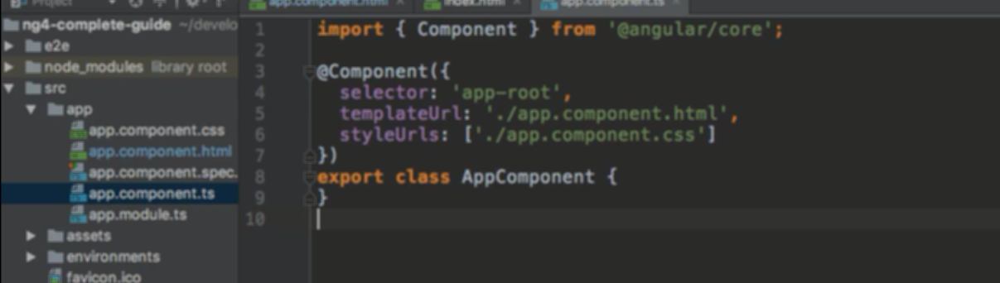 Project
app.component.html
index.html
app.component.ts
ng4-complete-guide ~/develo
e2e
node_modules library root
src
app
app.component.css
app.component.html
app.component.spec.
app.component.ts
app.module.ts
assets
environments
favicon.ico
1 import { Component } from '@angular/core';
2
3 @Component({
4 selector: 'app-root',
5 templateUrl: './app.component.html',
6 styleUrls: ['./app.component.css']
7 })
8 export class AppComponent {
9 }
10